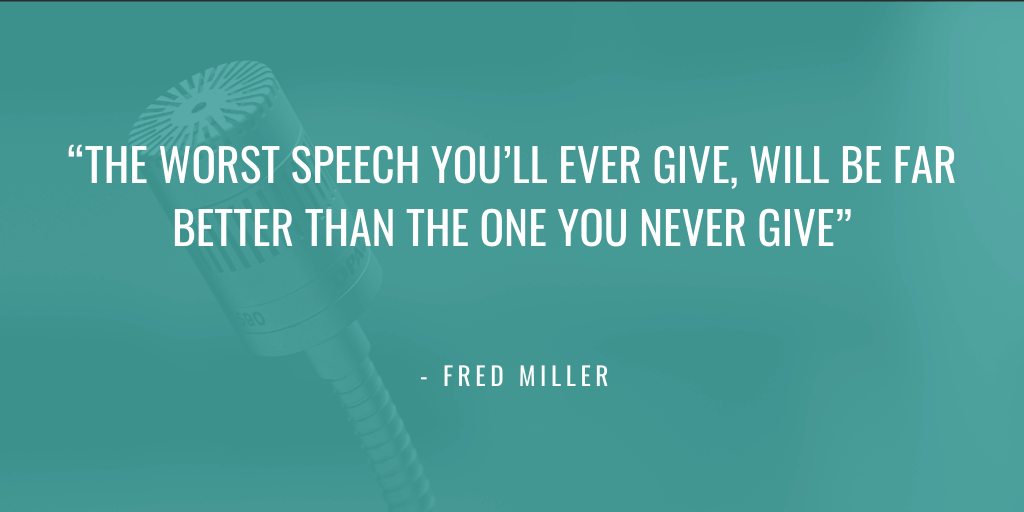 “THE WORST SPEECH YOU’LL EVER GIVE, WILL BE FAR
BETTER THAN THE ONE YOU NEVER GIVE”
- FRED MILLER